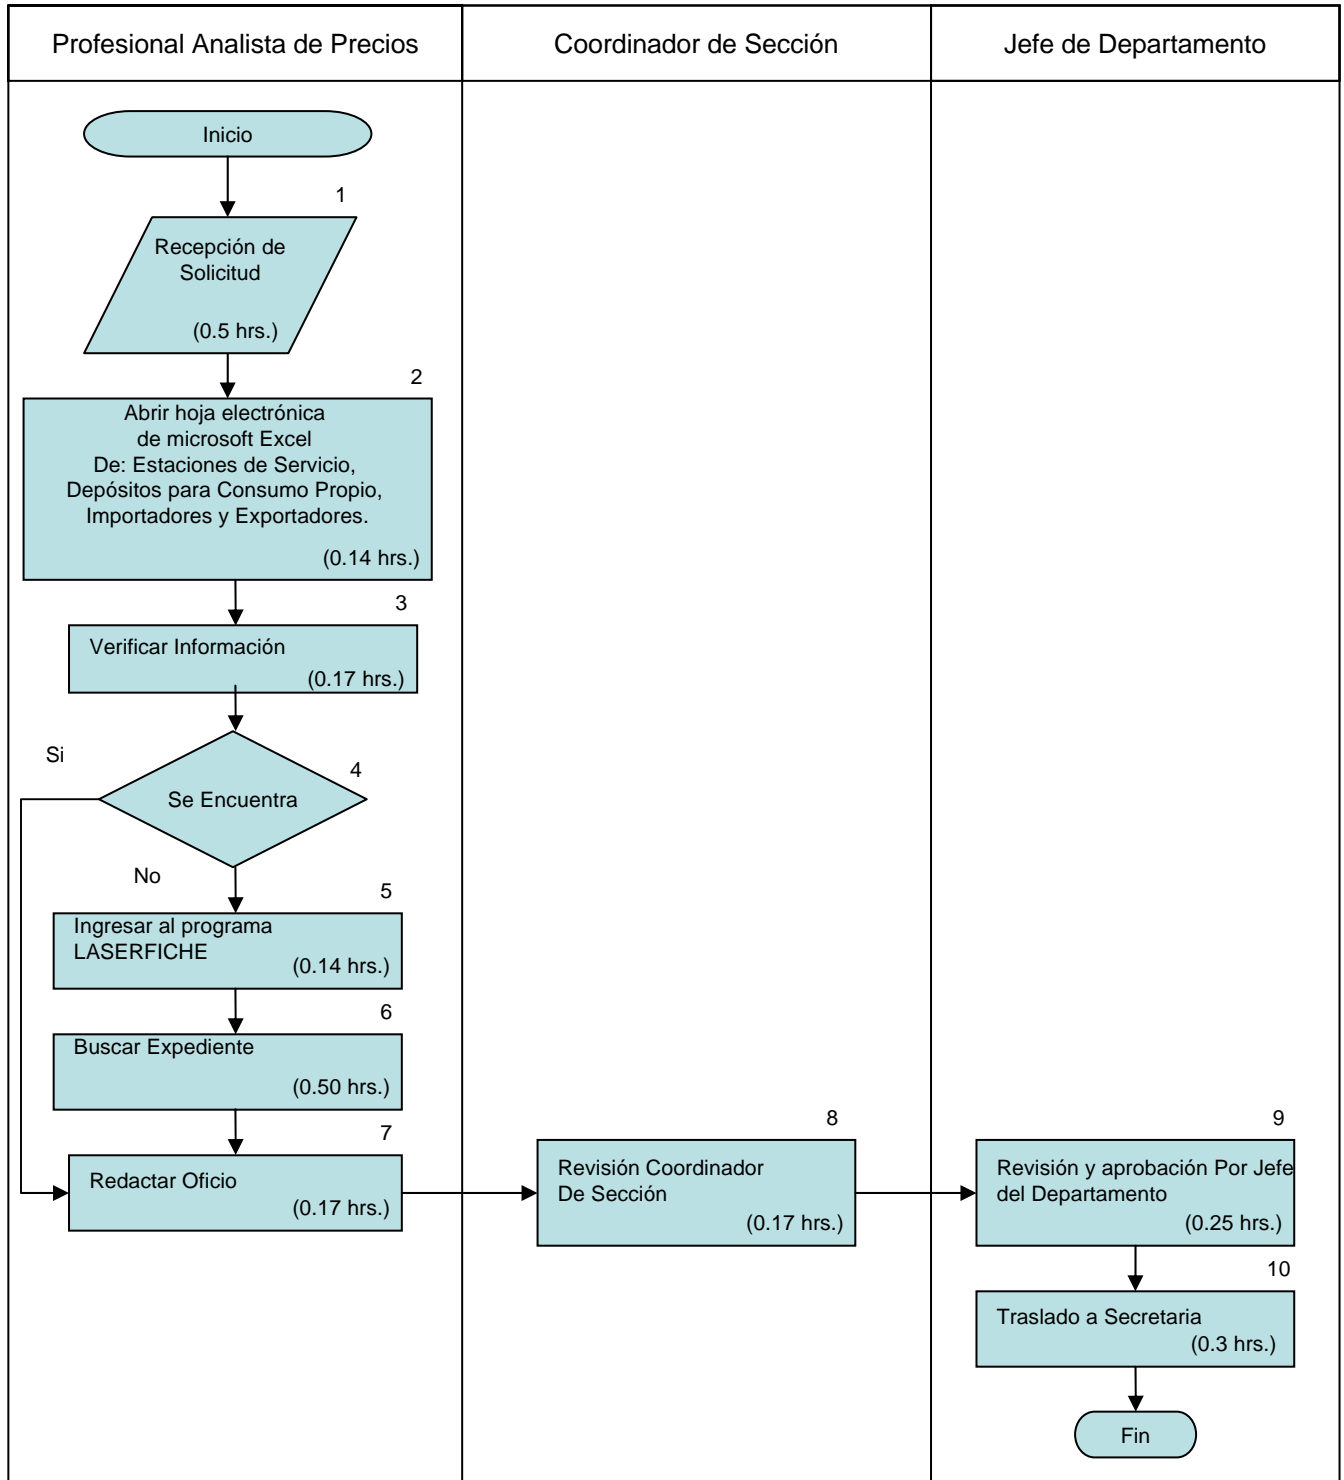 Profesional Analista de Precios
Coordinador de Sección
Jefe de Departamento
Inicio
1
Recepción de
Solicitud
(0.5 hrs.)
2
Abrir hoja electrónica
de microsoft Excel
De: Estaciones de Servicio,
Depósitos para Consumo Propio,
Importadores y Exportadores.
(0.14 hrs.)
3
Verificar Información
(0.17 hrs.)
Si
4
Se Encuentra
No
5
Ingresar al programa
LASERFICHE
(0.14 hrs.)
6
Buscar Expediente
(0.50 hrs.)
7
Redactar Oficio
(0.17 hrs.)
8
Revisión Coordinador
De Sección
(0.17 hrs.)
9
Revisión y aprobación Por Jefe
del Departamento
(0.25 hrs.)
10
Traslado a Secretaria
(0.3 hrs.)
Fin